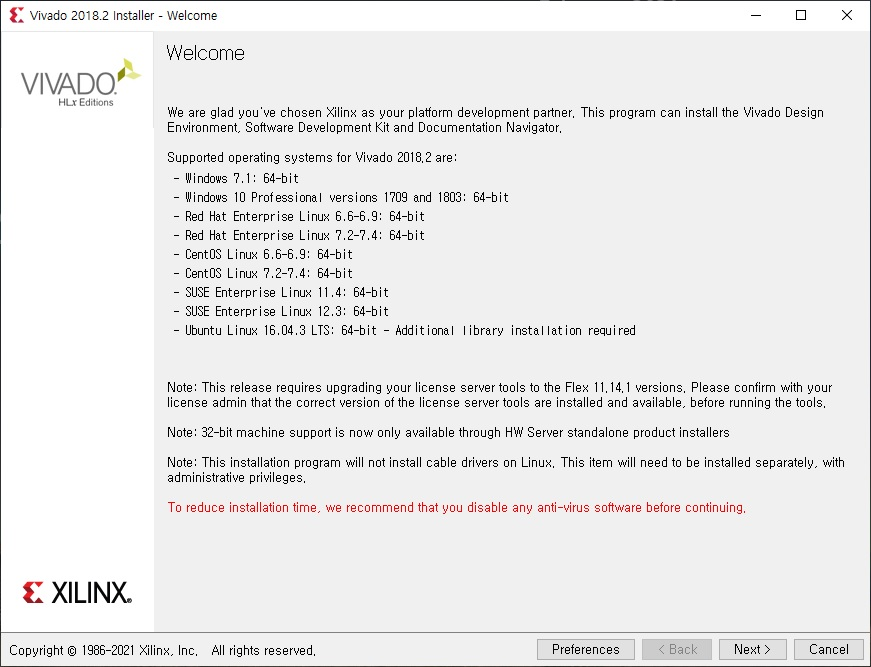 Vivado 2018.2 Installer - Welcome
VIVADO.
HLx Editions
Welcome
We are glad you've chosen Xilinx as your platform development partner. This program can install the Vivado Design
Environment, Software Development Kit and Documentation Navigator.
Supported operating systems for Vivado 2018.2 are:
- Windows 7.1: 64-bit
- Windows 10 Professional versions 1709 and 1803: 64-bit
- Red Hat Enterprise Linux 6.6-6.9: 64-bit
- Red Hat Enterprise Linux 7.2-7.4: 64-bit
- CentOS Linux 6.6-6.9: 64-bit
- CentOS Linux 7.2-7.4: 64-bit
- SUSE Enterprise Linux 11.4: 64-bit
- SUSE Enterprise Linux 12.3: 64-bit
- Ubuntu Linux 16.04.3 LTS: 64-bit - Additional library installation required
Note: This release requires upgrading your license server tools to the Flex 11.14.1 versions. Please confirm with your
license admin that the correct version of the license server tools are installed and available, before running the tools.
Note: 32-bit machine support is now only available through HW Server standalone product installers
Note: This installation program will not install cable drivers on Linux. This item will need to be installed separately, with
administrative privileges.
To reduce installation time, we recommend that you disable any anti-virus software before continuing.
XILINX®
Copyright © 1986-2021 Xilinx, Inc. All rights reserved.
Preferences
< Back
Next >
Cancel